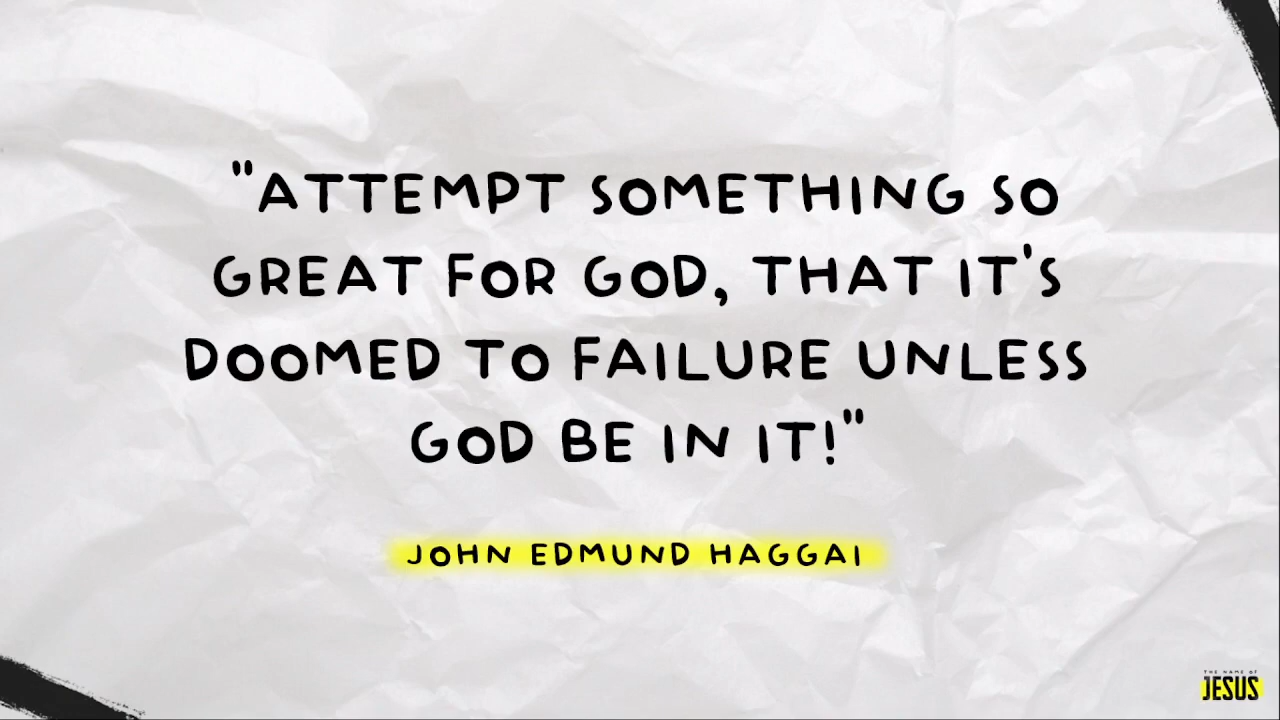 "ATTEMPT SOMETHING SO
GREAT FOR GOD, THAT IT'S
DOOMED TO FAILURE UNLESS
GOD BE IN IT!"
JOHN EDMUND HAGGAI
THE NAME OF
JESUS